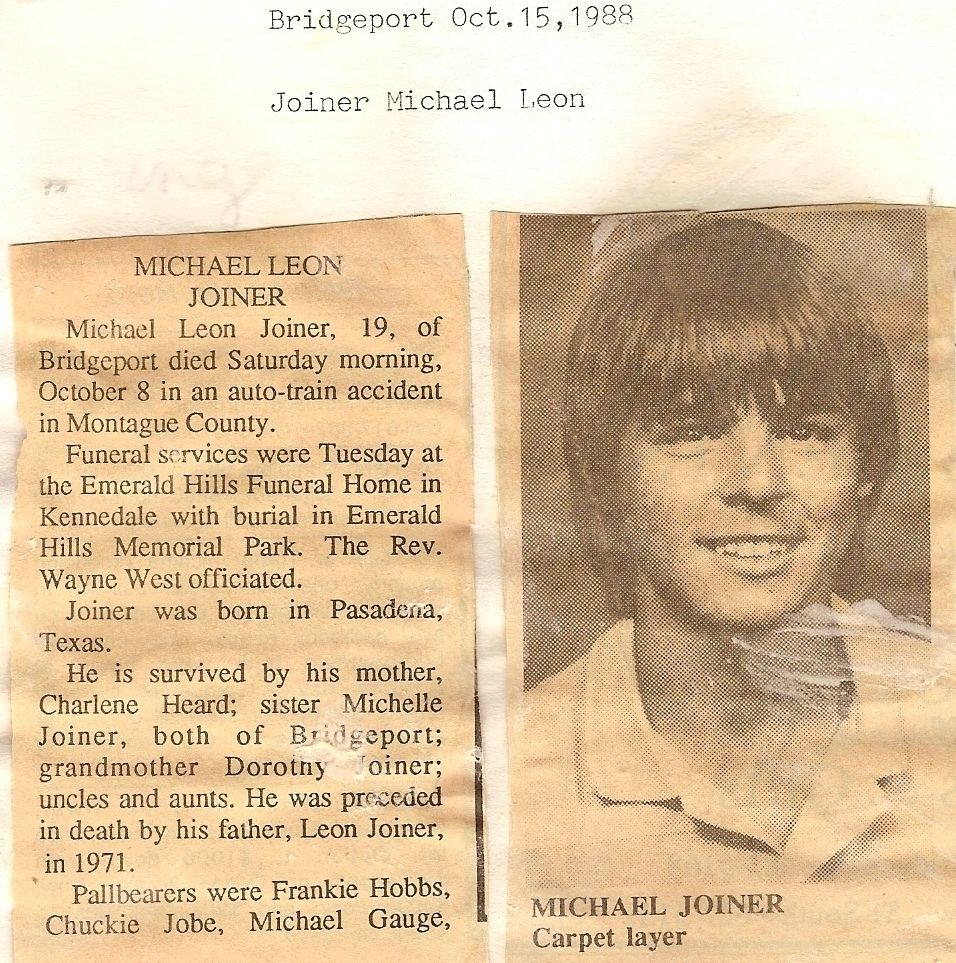 Bridgeport Oct.15,1988
Joiner Michael Leon
MICHAEL LEON
JOINER
Michael Leon Joiner, 19, of
Bridgeport died Saturday morning,
October 8 in an auto-train accident
in Montague County.
Funeral services were Tuesday at
the Emerald Hills Funeral Home in
Kennedale with burial in Emerald
Hills Memorial Park. The Rev.
Wayne West officiated.
Joiner was born in Pasadena,
Texas.
He is survived by his mother,
Charlene Heard; sister Michelle
Joiner, both of Bridgeport;
grandmother Dorothy Joiner;
uncles and aunts. He was preceded
in death by his father, Leon Joiner,
in 1971.
Pallbearers were Frankie Hobbs,
Chuckie Jobe, Michael Gauge,
MICHAEL JOINER
Carpet layer